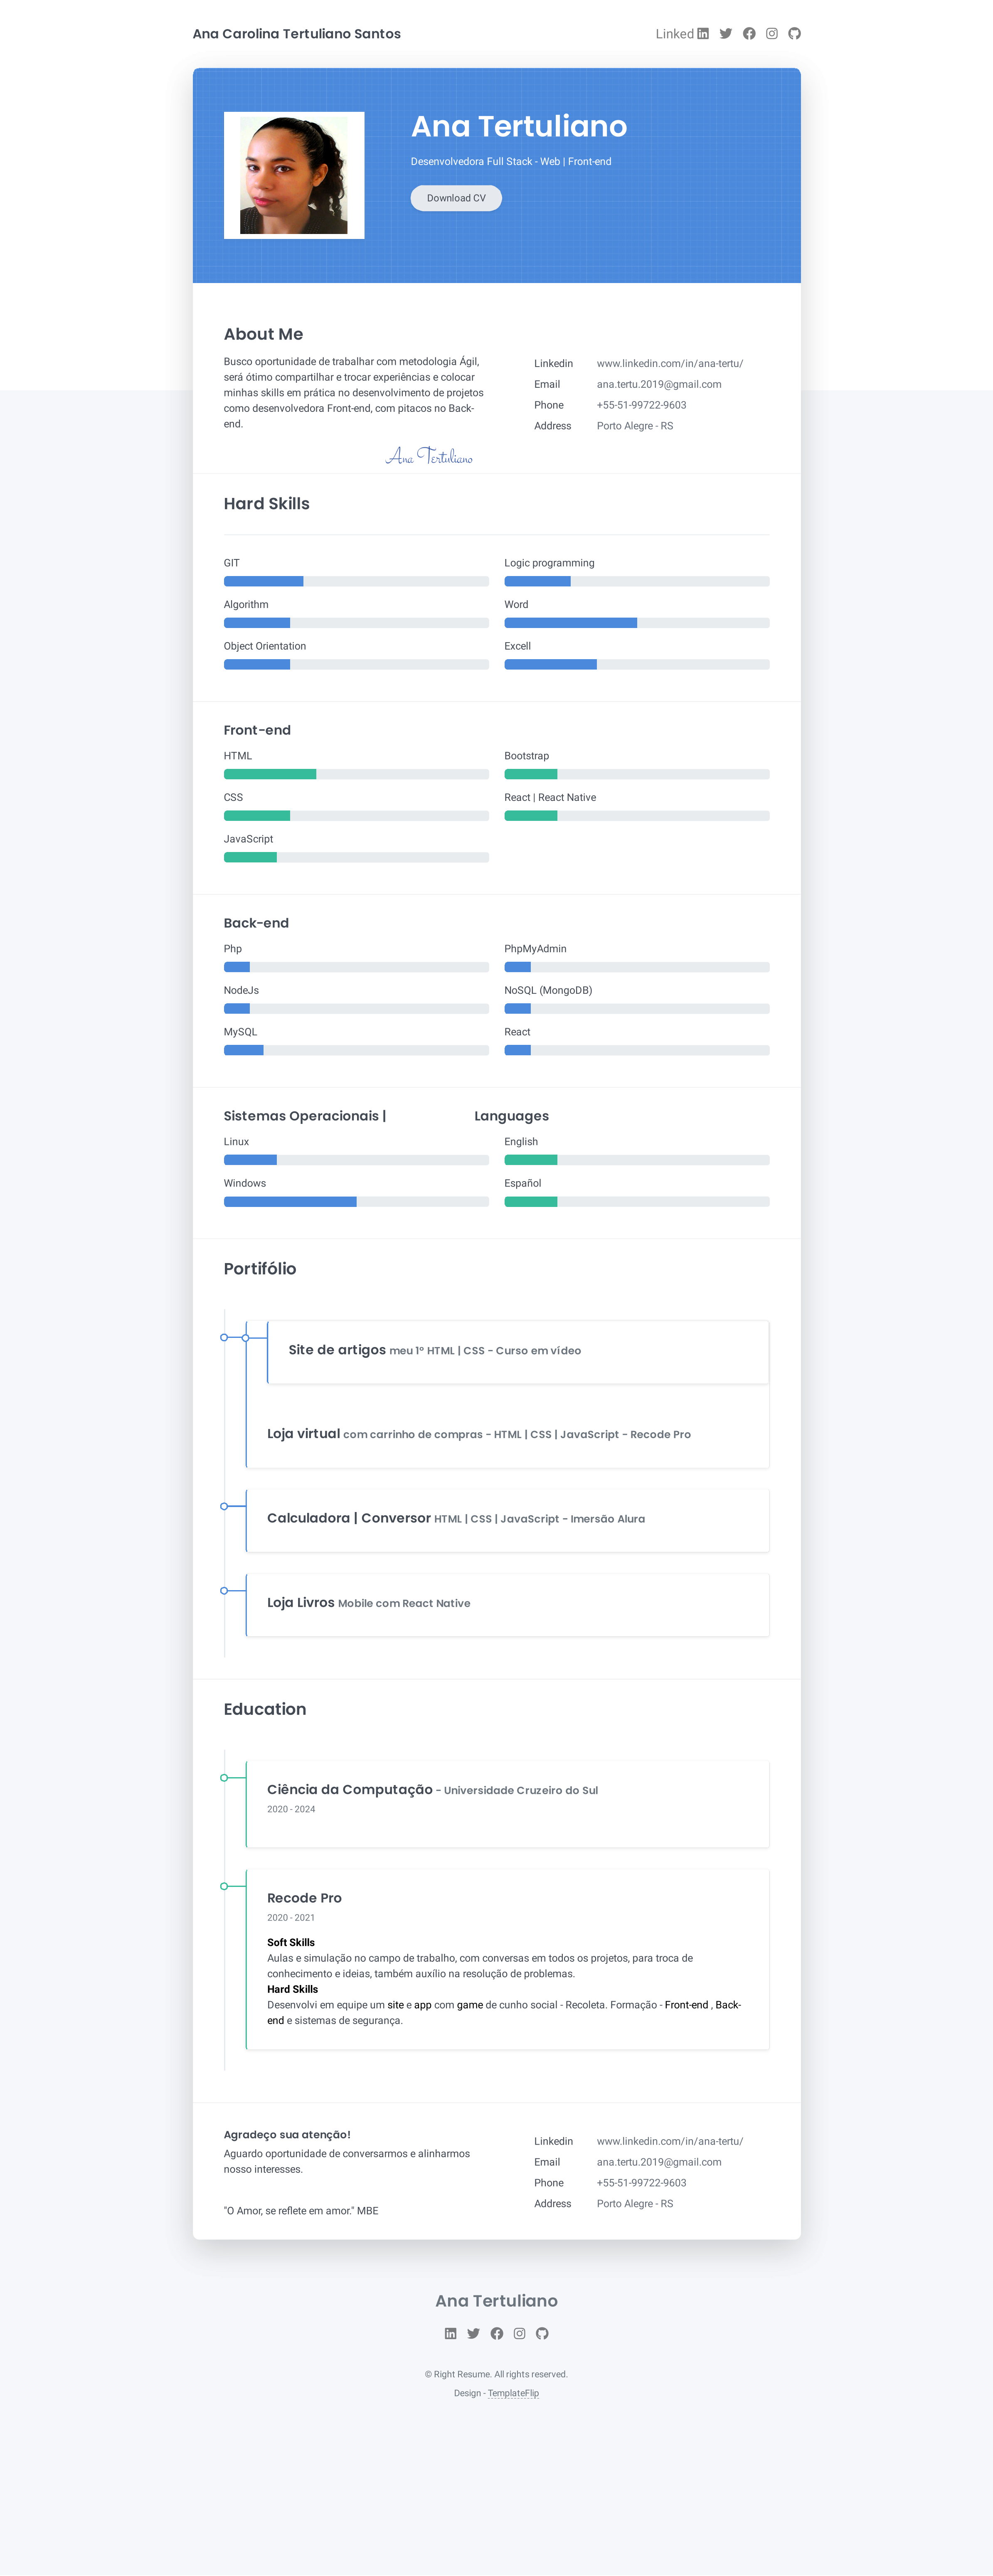 Ana Carolina Tertuliano Santos
Linked
Ana Tertuliano
Desenvolvedora Full Stack - Web | Front-end
Download CV
About Me
Busco oportunidade de trabalhar com metodologia Ágil,
será ótimo compartilhar e trocar experiências e colocar
minhas skills em prática no desenvolvimento de projetos
como desenvolvedora Front-end, com pitacos no Back-
end.
Ana Tertuliano
Linkedin www.linkedin.com/in/ana-tertu/
Email ana.tertu.2019@gmail.com
Phone +55-51-99722-9603
Address Porto Alegre - RS
Hard Skills
GIT
Logic programming
Algorithm
Word
Object Orientation
Excell
Front-end
HTML
Bootstrap
CSS
React | React Native
JavaScript
Back-end
Php
PhpMyAdmin
NodeJs
NoSQL (MongoDB)
MySQL
React
Sistemas Operacionais |
Languages
Linux
English
Windows
Español
Portifólio
Site de artigos meu 1º HTML | CSS - Curso em vídeo
Loja virtual com carrinho de compras - HTML | CSS | JavaScript - Recode Pro
Calculadora | Conversor HTML | CSS | JavaScript - Imersão Alura
Loja Livros Mobile com React Native
Education
Ciência da Computação - Universidade Cruzeiro do Sul
2020 - 2024
Recode Pro
2020 - 2021
Soft Skills
Aulas e simulação no campo de trabalho, com conversas em todos os projetos, para troca de
conhecimento e ideias, também auxílio na resolução de problemas.
Hard Skills
Desenvolvi em equipe um site e app com game de cunho social - Recoleta. Formação - Front-end , Back-
end e sistemas de segurança.
Agradeço sua atenção!
Aguardo oportunidade de conversarmos e alinharmos
nosso interesses.
"O Amor, se reflete em amor." MBE
Linkedin www.linkedin.com/in/ana-tertu/
Email ana.tertu.2019@gmail.com
Phone +55-51-99722-9603
Address Porto Alegre - RS
Ana Tertuliano
© Right Resume. All rights reserved.
Design - TemplateFlip